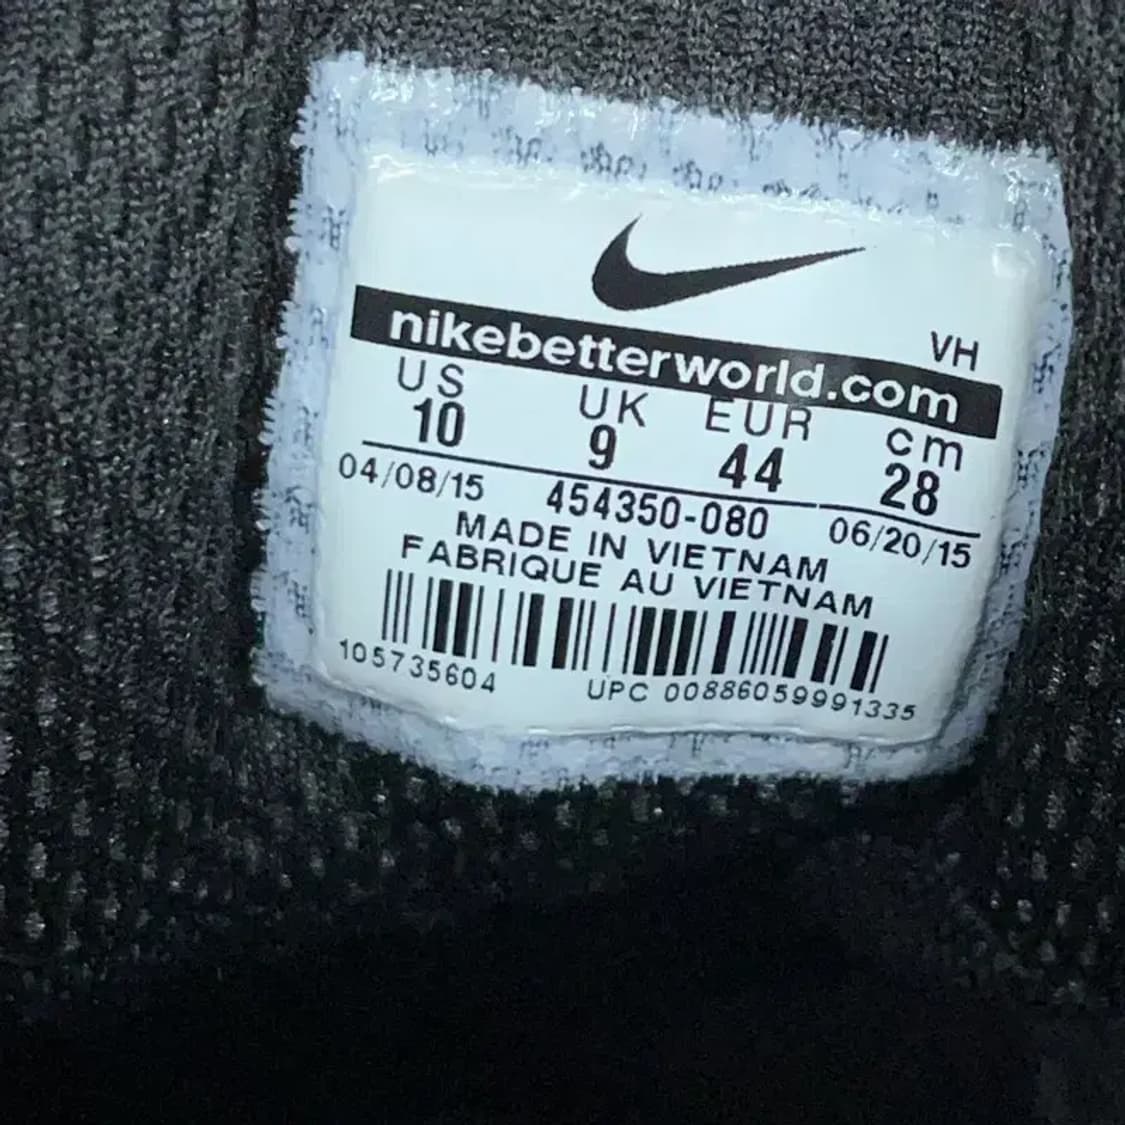 nikebetterworld.com
VH
US UK EUR cm
10 9 44 28
04/08/15 454350-080 06/20/15
MADE IN VIETNAM
FABRIQUE AU VIETNAM
105735604 UPC 00886059991335